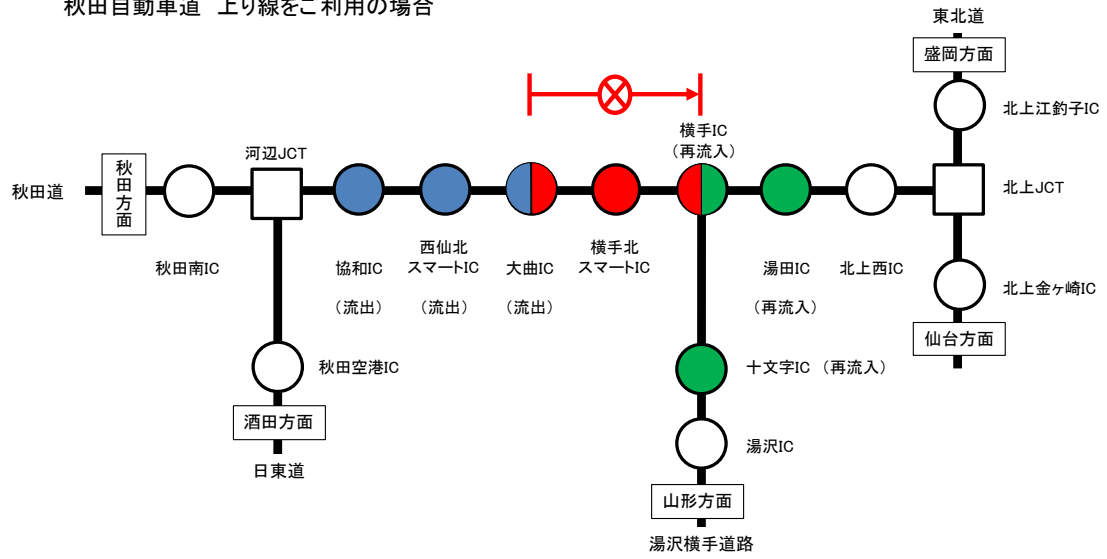 秋田自動車道 上り線をご利用の場合
東北道
盛岡方面
北上江釣子IC
横手IC
(再流入)
河辺JCT
秋田道
秋田方面
北上JCT
秋田南IC
協和IC
(流出)
西仙北
スマートIC
(流出)
大曲IC
(流出)
横手北
スマートIC
湯田IC
(再流入)
北上西IC
北上金ヶ崎IC
仙台方面
秋田空港IC
十文字IC (再流入)
酒田方面
日東道
湯沢IC
山形方面
湯沢横手道路